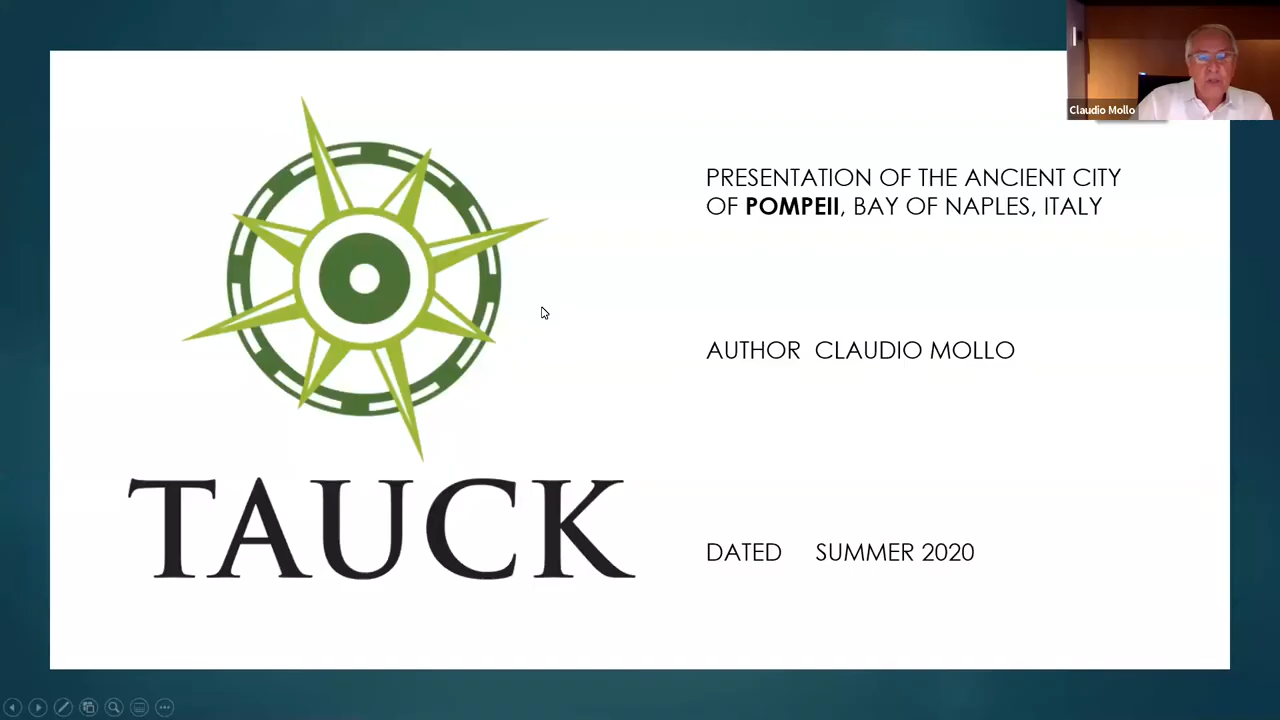 Claudio Mollo
PRESENTATION OF THE ANCIENT CITY
OF POMPEII, BAY OF NAPLES, ITALY
AUTHOR CLAUDIO MOLLO
TAUCK
DATED SUMMER 2020